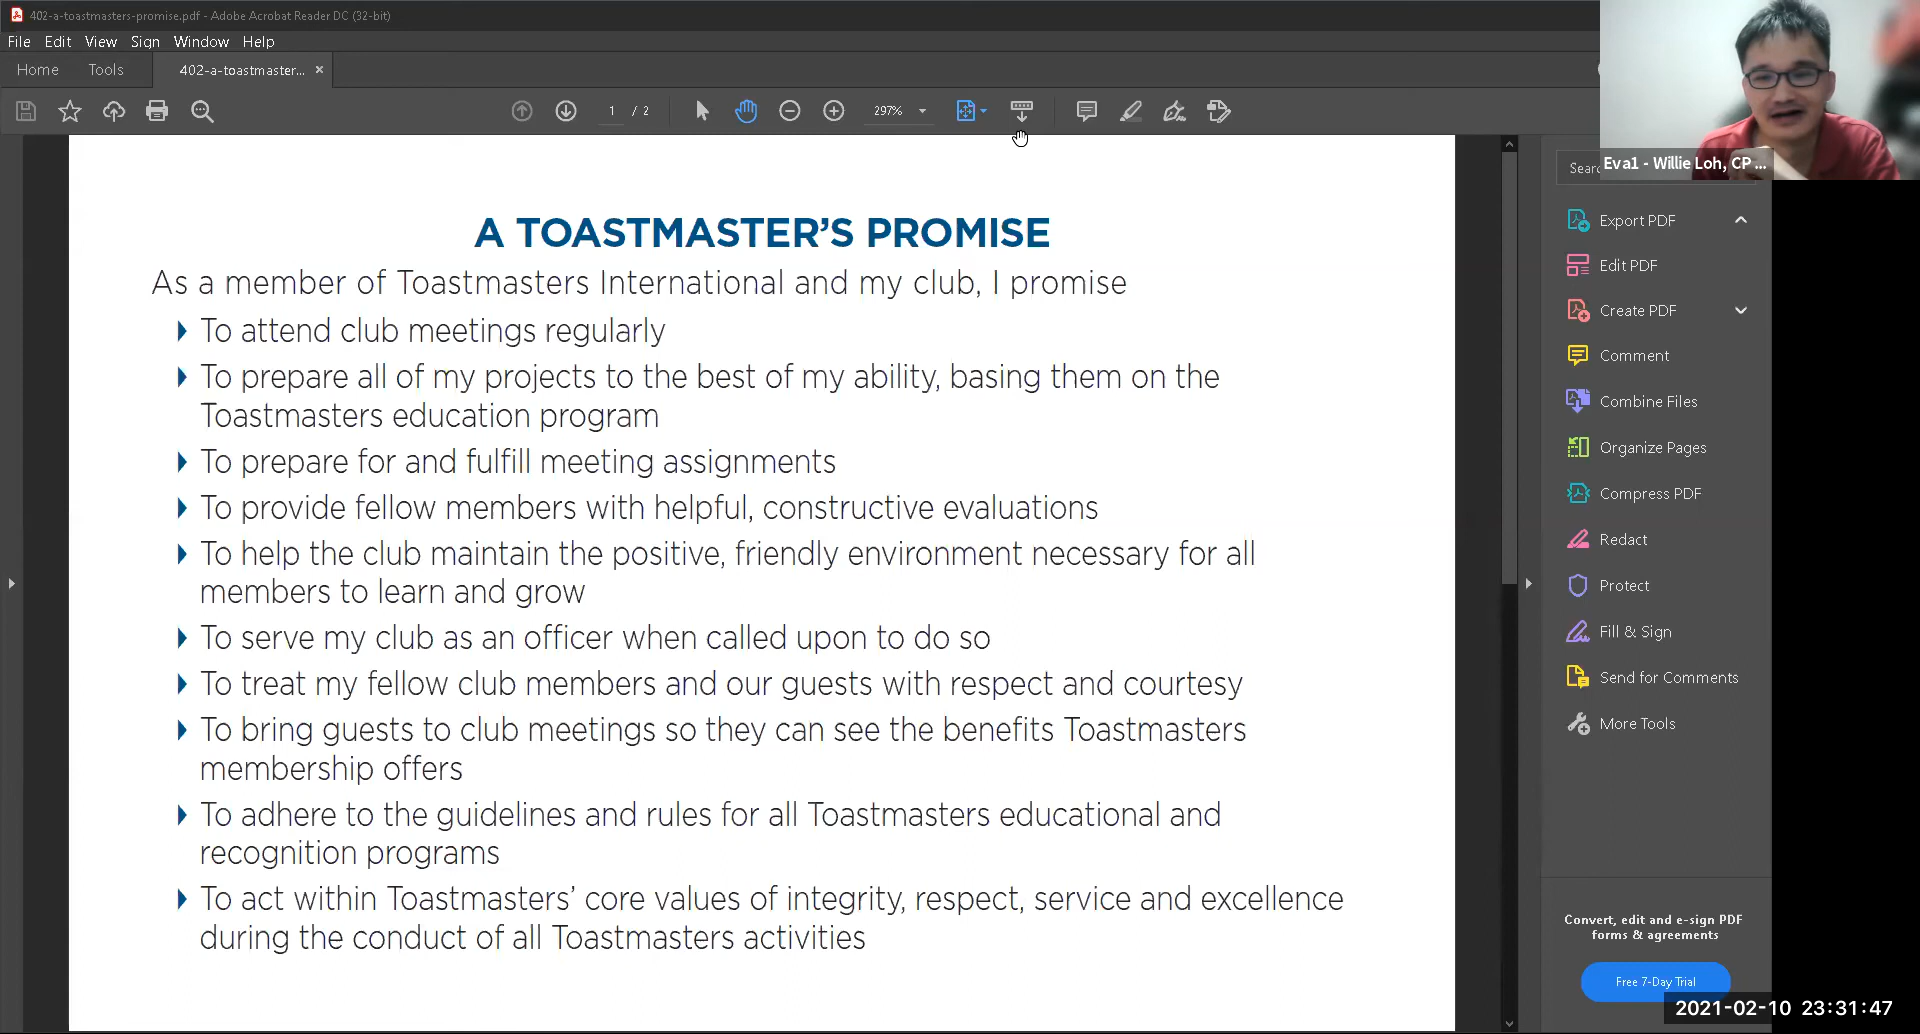 402-a-toastmasters-promise.pdf - Adobe Acrobat Reader DC (32-bit)
File Edit View Sign Window Help
Home Tools 402-a-toastmaster... ×
1 / 2 297%
Eva1 - Willie Loh, CP ...
A TOASTMASTER’S PROMISE
As a member of Toastmasters International and my club, I promise
To attend club meetings regularly
To prepare all of my projects to the best of my ability, basing them on the
Toastmasters education program
To prepare for and fulfill meeting assignments
To provide fellow members with helpful, constructive evaluations
To help the club maintain the positive, friendly environment necessary for all
members to learn and grow
To serve my club as an officer when called upon to do so
To treat my fellow club members and our guests with respect and courtesy
To bring guests to club meetings so they can see the benefits Toastmasters
membership offers
To adhere to the guidelines and rules for all Toastmasters educational and
recognition programs
To act within Toastmasters’ core values of integrity, respect, service and excellence
during the conduct of all Toastmasters activities
Export PDF
Edit PDF
Create PDF
Comment
Combine Files
Organize Pages
Compress PDF
Redact
Protect
Fill & Sign
Send for Comments
More Tools
Convert, edit and e-sign PDF
forms & agreements
Free 7-Day Trial
2021-02-10 23:31:47